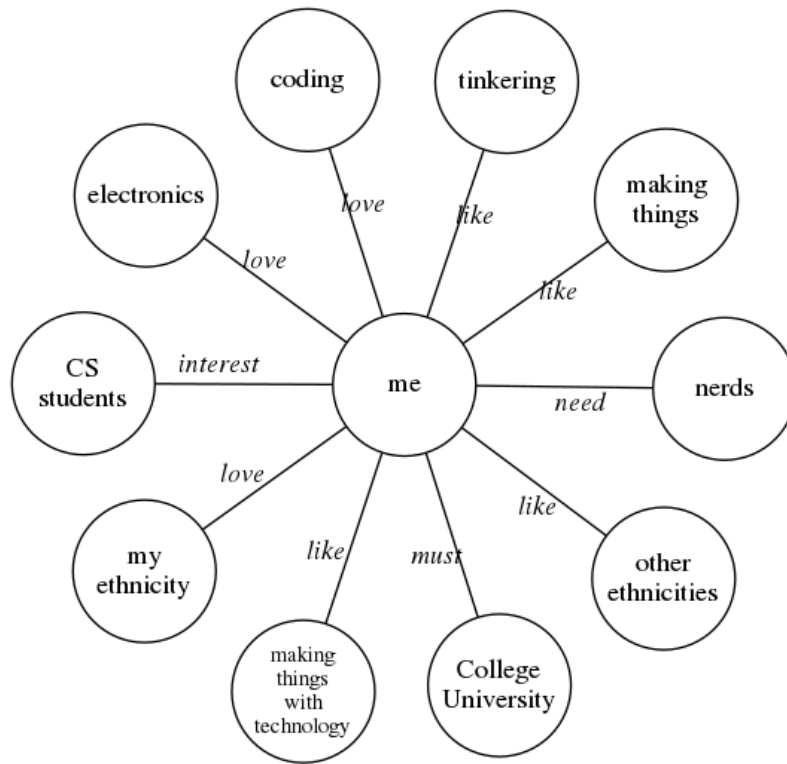 coding
tinkering
electronics
making
things
love
like
love
like
CS
students
interest
me
need
nerds
love
like
my
ethnicity
like
must
other
ethnicities
making
things
with
technology
College
University